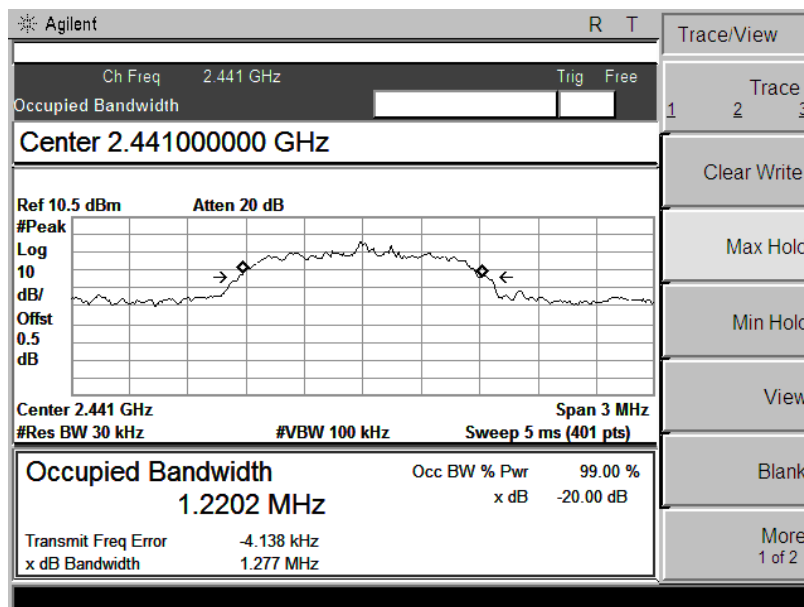 Agilent R T
Trace/View
Ch Freq 2.441 GHz Trig Free
Occupied Bandwidth
Trace
1 2 3
Center 2.441000000 GHz
Clear Write
Ref 10.5 dBm Atten 20 dB
#Peak
Log
10
dB/
Offst
0.5
dB
Max Hold
Min Hold
Center 2.441 GHz Span 3 MHz
#Res BW 30 kHz #VBW 100 kHz Sweep 5 ms (401 pts)
View
Occupied Bandwidth Occ BW % Pwr 99.00 %
1.2202 MHz x dB -20.00 dB
Blank
Transmit Freq Error -4.138 kHz
x dB Bandwidth 1.277 MHz
More
1 of 2